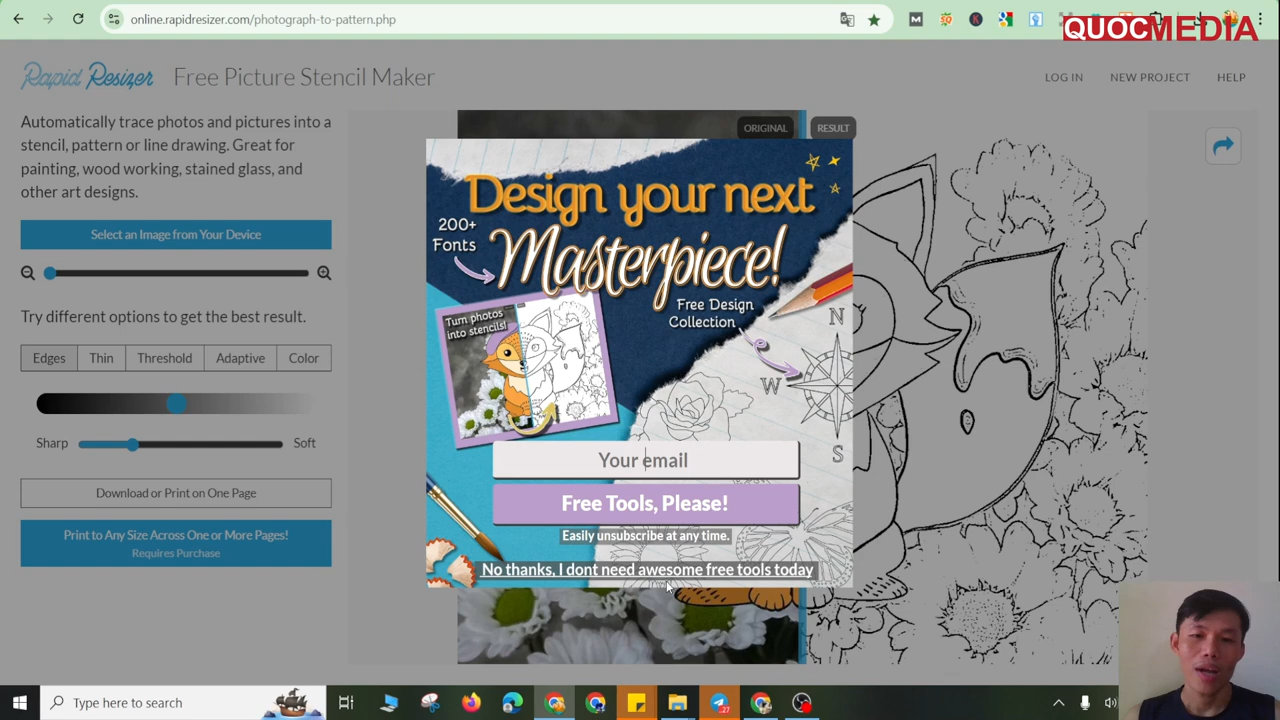 online.rapidresizer.com/photograph-to-pattern.php
QUOCMEDIA
Rapid Resizer
Free Picture Stencil Maker
LOG IN
NEW PROJECT
HELP
Automatically trace photos and pictures into a
stencil, pattern or line drawing. Great for
painting, wood working, stained glass, and
other art designs.
Select an Image from Your Device
Try different options to get the best result.
Edges
Thin
Threshold
Adaptive
Color
Sharp
Soft
Download or Print on One Page
Print to Any Size Across One or More Pages!
Requires Purchase
ORIGINAL
RESULT
Design your next
200+
Fonts
Masterpiece!
Free Design
Collection
Turn photos
into stencils!
N
W
S
Your email
Free Tools, Please!
Easily unsubscribe at any time.
No thanks, I dont need awesome free tools today
Type here to search
27